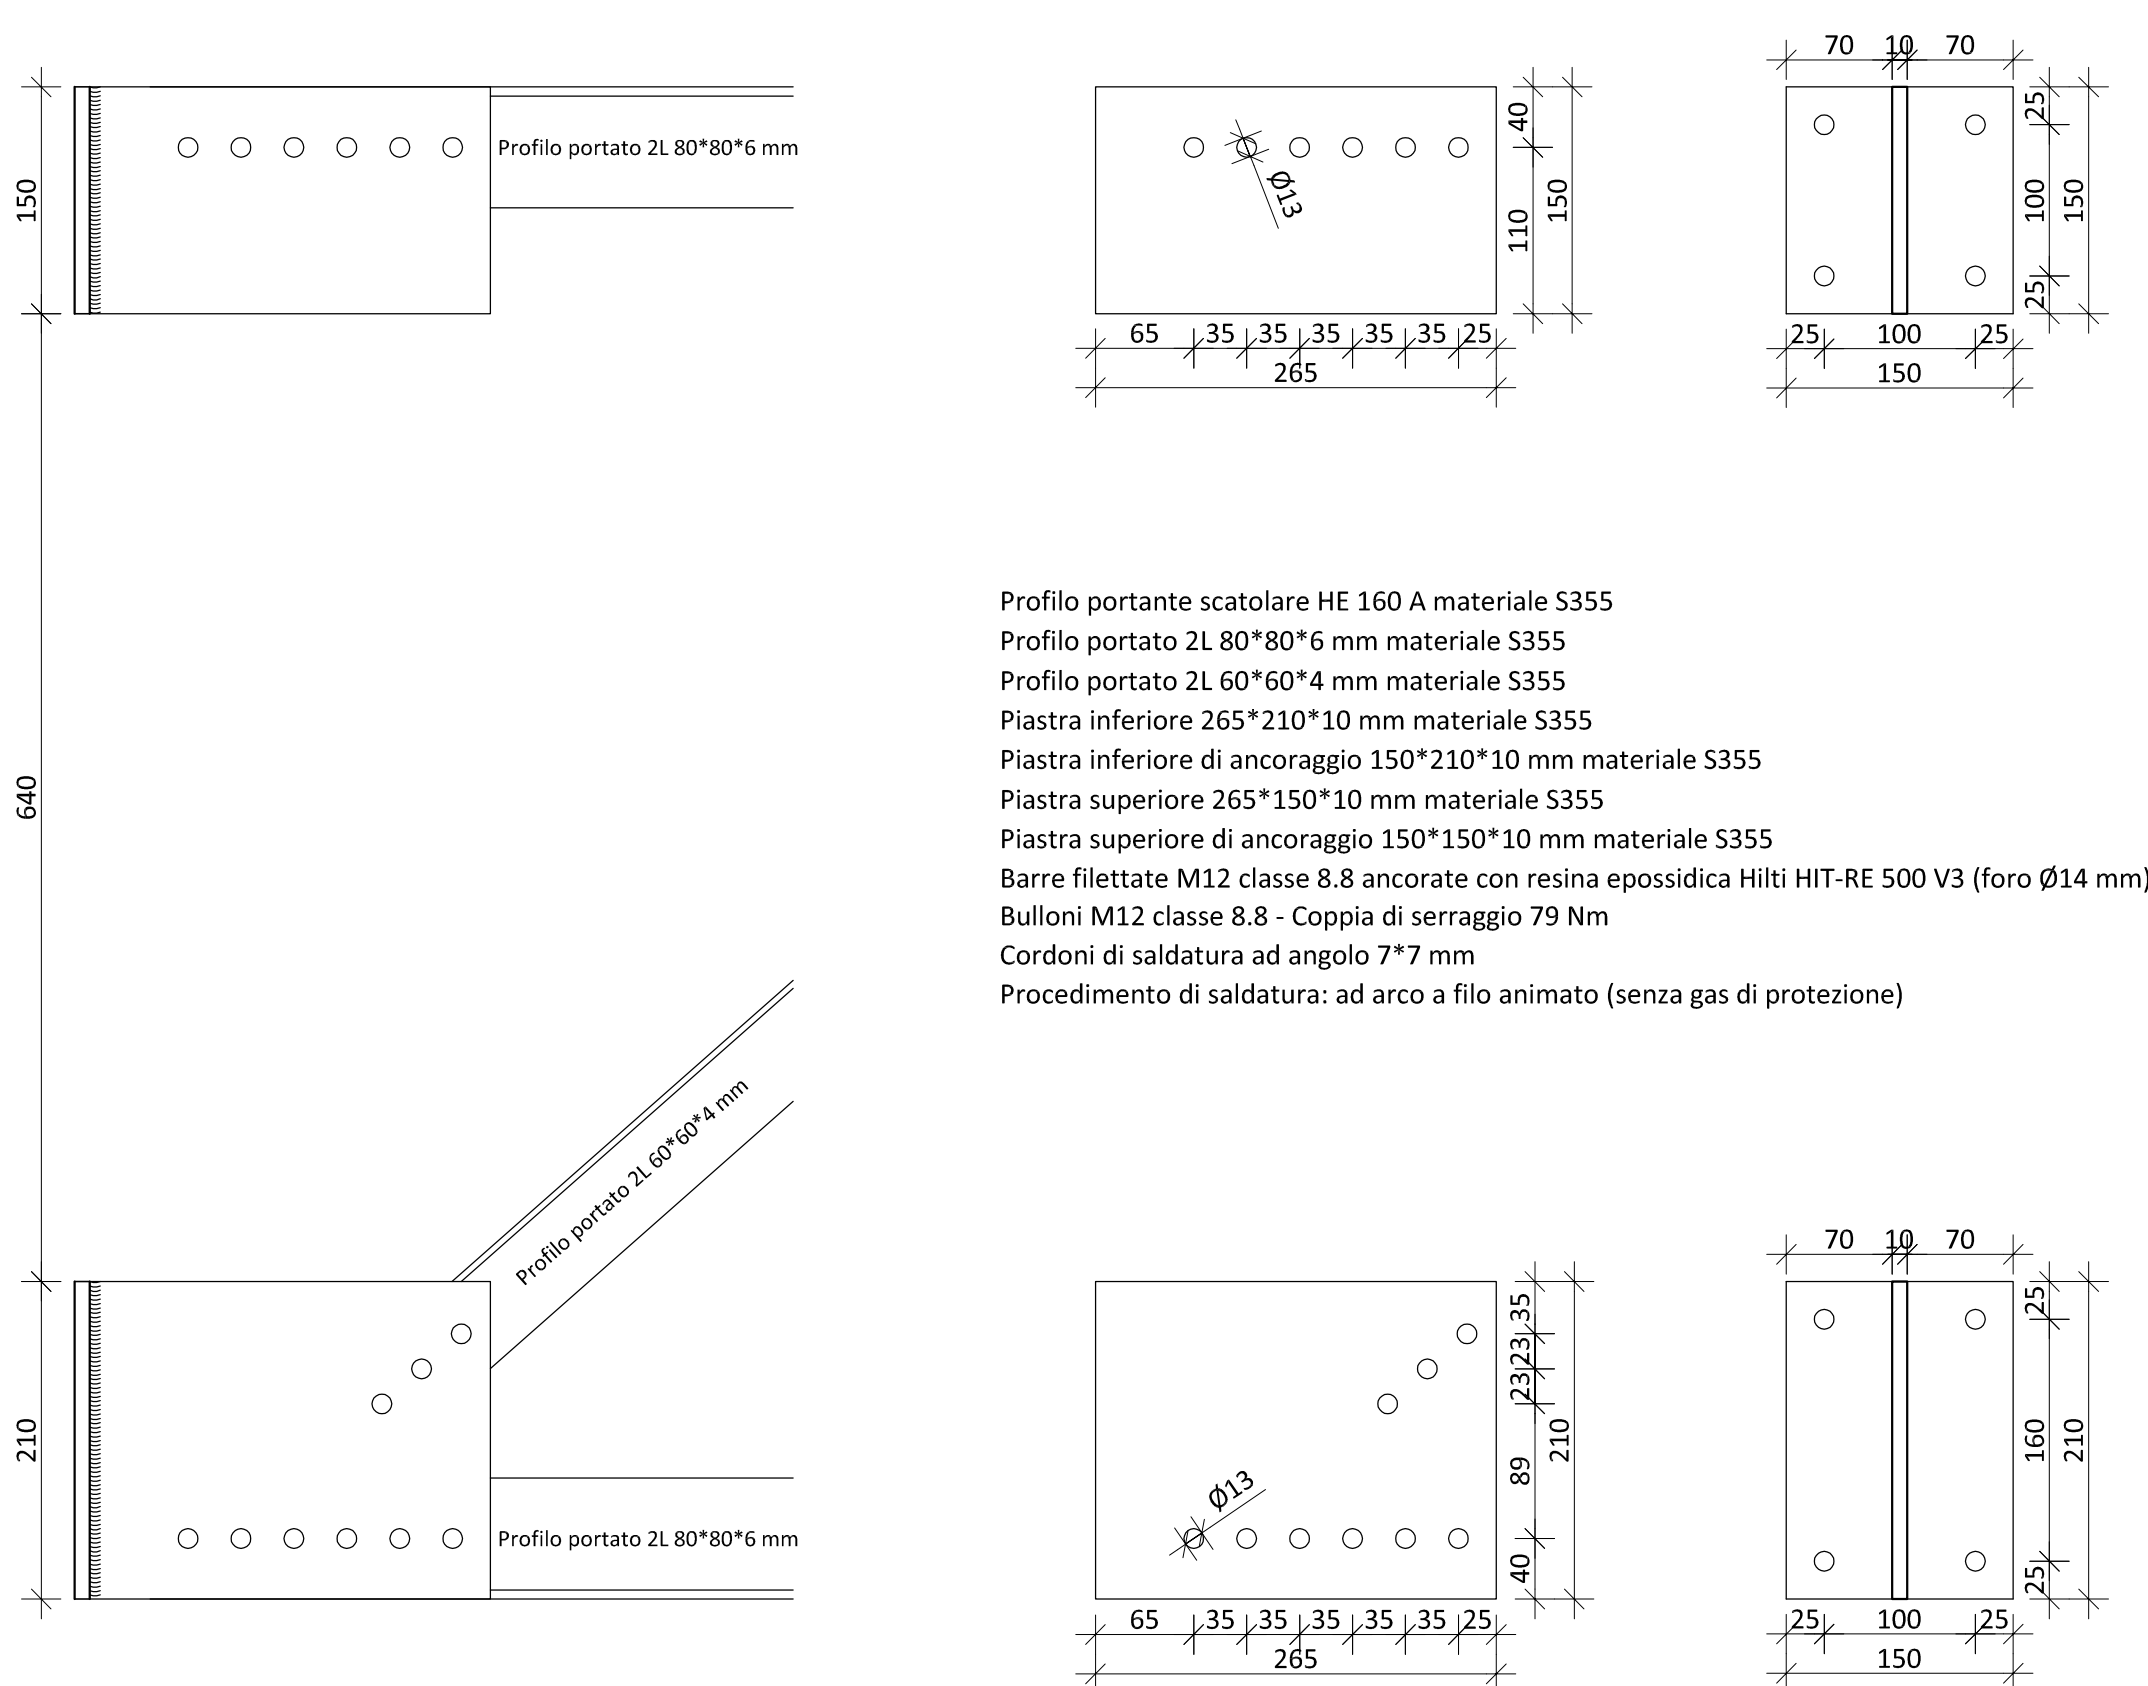 70 10 70
150
Profilo portato 2L 80*80*6 mm
Ø13
40
110
150
25
100
25
150
65 35 35 35 35 35 25
265
25 100 25
150
640
Profilo portante scatolare HE 160 A materiale S355
Profilo portato 2L 80*80*6 mm materiale S355
Profilo portato 2L 60*60*4 mm materiale S355
Piastra inferiore 265*210*10 mm materiale S355
Piastra inferiore di ancoraggio 150*210*10 mm materiale S355
Piastra superiore 265*150*10 mm materiale S355
Piastra superiore di ancoraggio 150*150*10 mm materiale S355
Barre filettate M12 classe 8.8 ancorate con resina epossidica Hilti HIT-RE 500 V3 (foro Ø14 mm)
Bulloni M12 classe 8.8 - Coppia di serraggio 79 Nm
Cordoni di saldatura ad angolo 7*7 mm
Procedimento di saldatura: ad arco a filo animato (senza gas di protezione)
Profilo portato 2L 60*60*4 mm
210
Profilo portato 2L 80*80*6 mm
Ø13
35
23
23
89
40
210
70 10 70
25
160
25
210
65 35 35 35 35 35 25
265
25 100 25
150